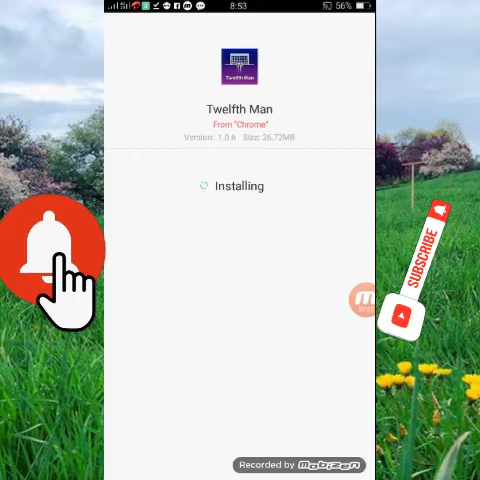 8:53
56%
Twelfth Man
Twelfth Man
From "Chrome"
Version: 1.0.6 Size: 26.72MB
Installing
SUBSCRIBE
Recorded by MOBIZEN